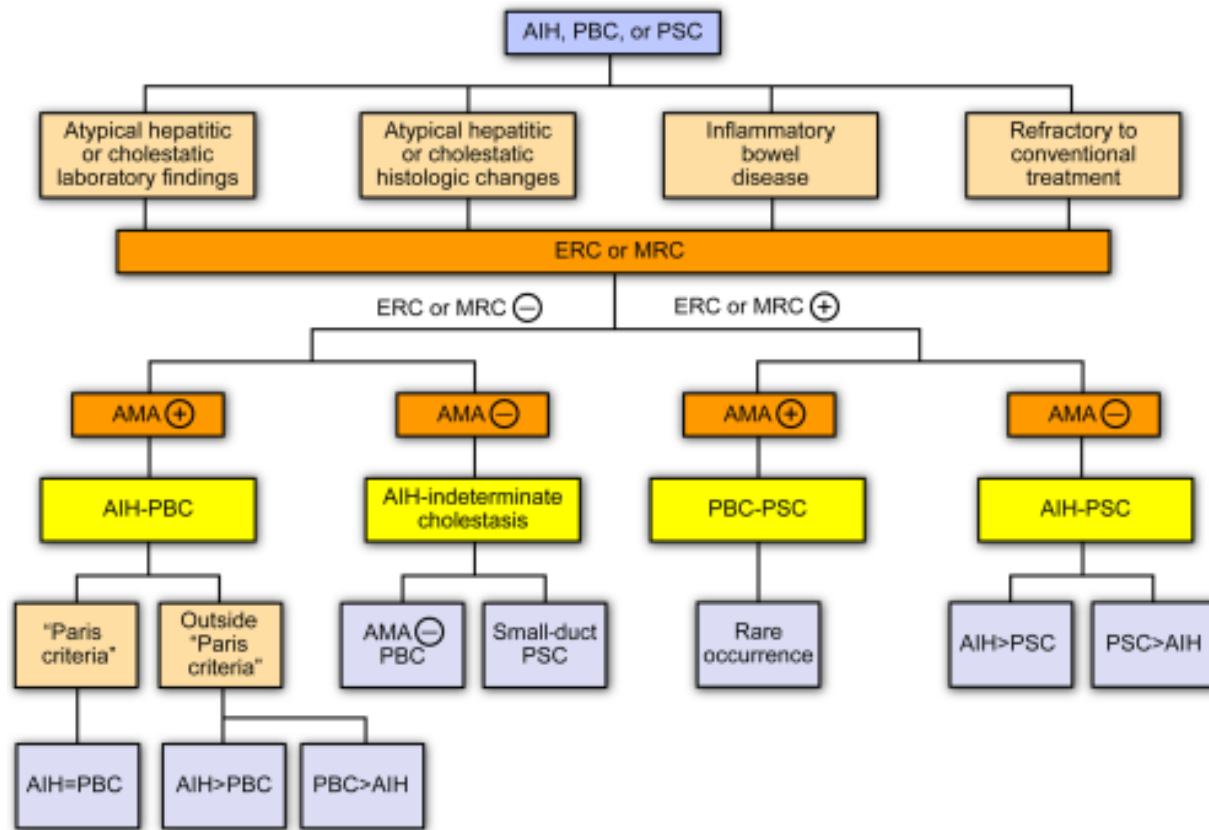 AIH, PBC, or PSC
Atypical hepatitic
or cholestatic
laboratory findings
Atypical hepatitic
or cholestatic
histologic changes
Inflammatory
bowel
disease
Refractory to
conventional
treatment
ERC or MRC
ERC or MRC ⊖
ERC or MRC ⊕
AMA ⊕
AMA ⊖
AMA ⊕
AMA ⊖
AIH-PBC
AIH-indeterminate
cholestasis
PBC-PSC
AIH-PSC
"Paris
criteria"
Outside
"Paris
criteria"
AMA ⊖
PBC
Small-duct
PSC
Rare
occurrence
AIH>PSC
PSC>AIH
AIH=PBC
AIH>PBC
PBC>AIH